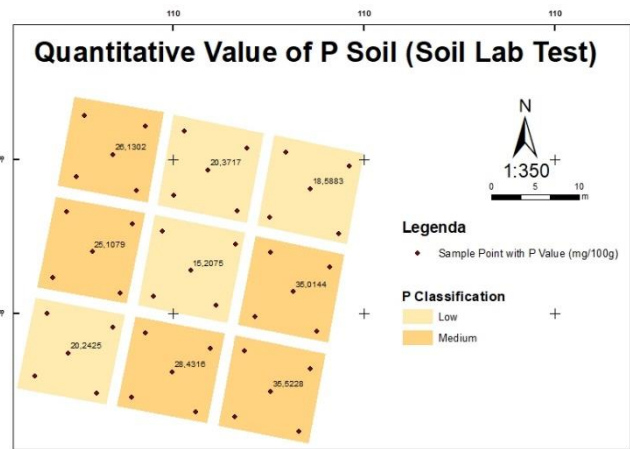 110 110 110
Quantitative Value of P Soil (Soil Lab Test)
N
1:350
0 5 10
m
26,1302
20,3717
18,5883
Legenda
Sample Point with P Value (mg/100g)
25,1079
15,2075
35,0144
P Classification
Low
Medium
20,2425
28,4316
35,5228